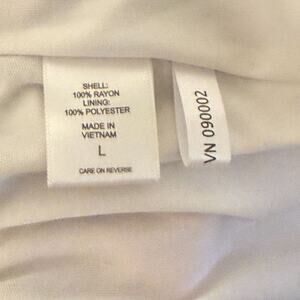 SHELL:
100% RAYON
LINING:
100% POLYESTER
MADE IN
VIETNAM
L
CARE ON REVERSE
VN 090002